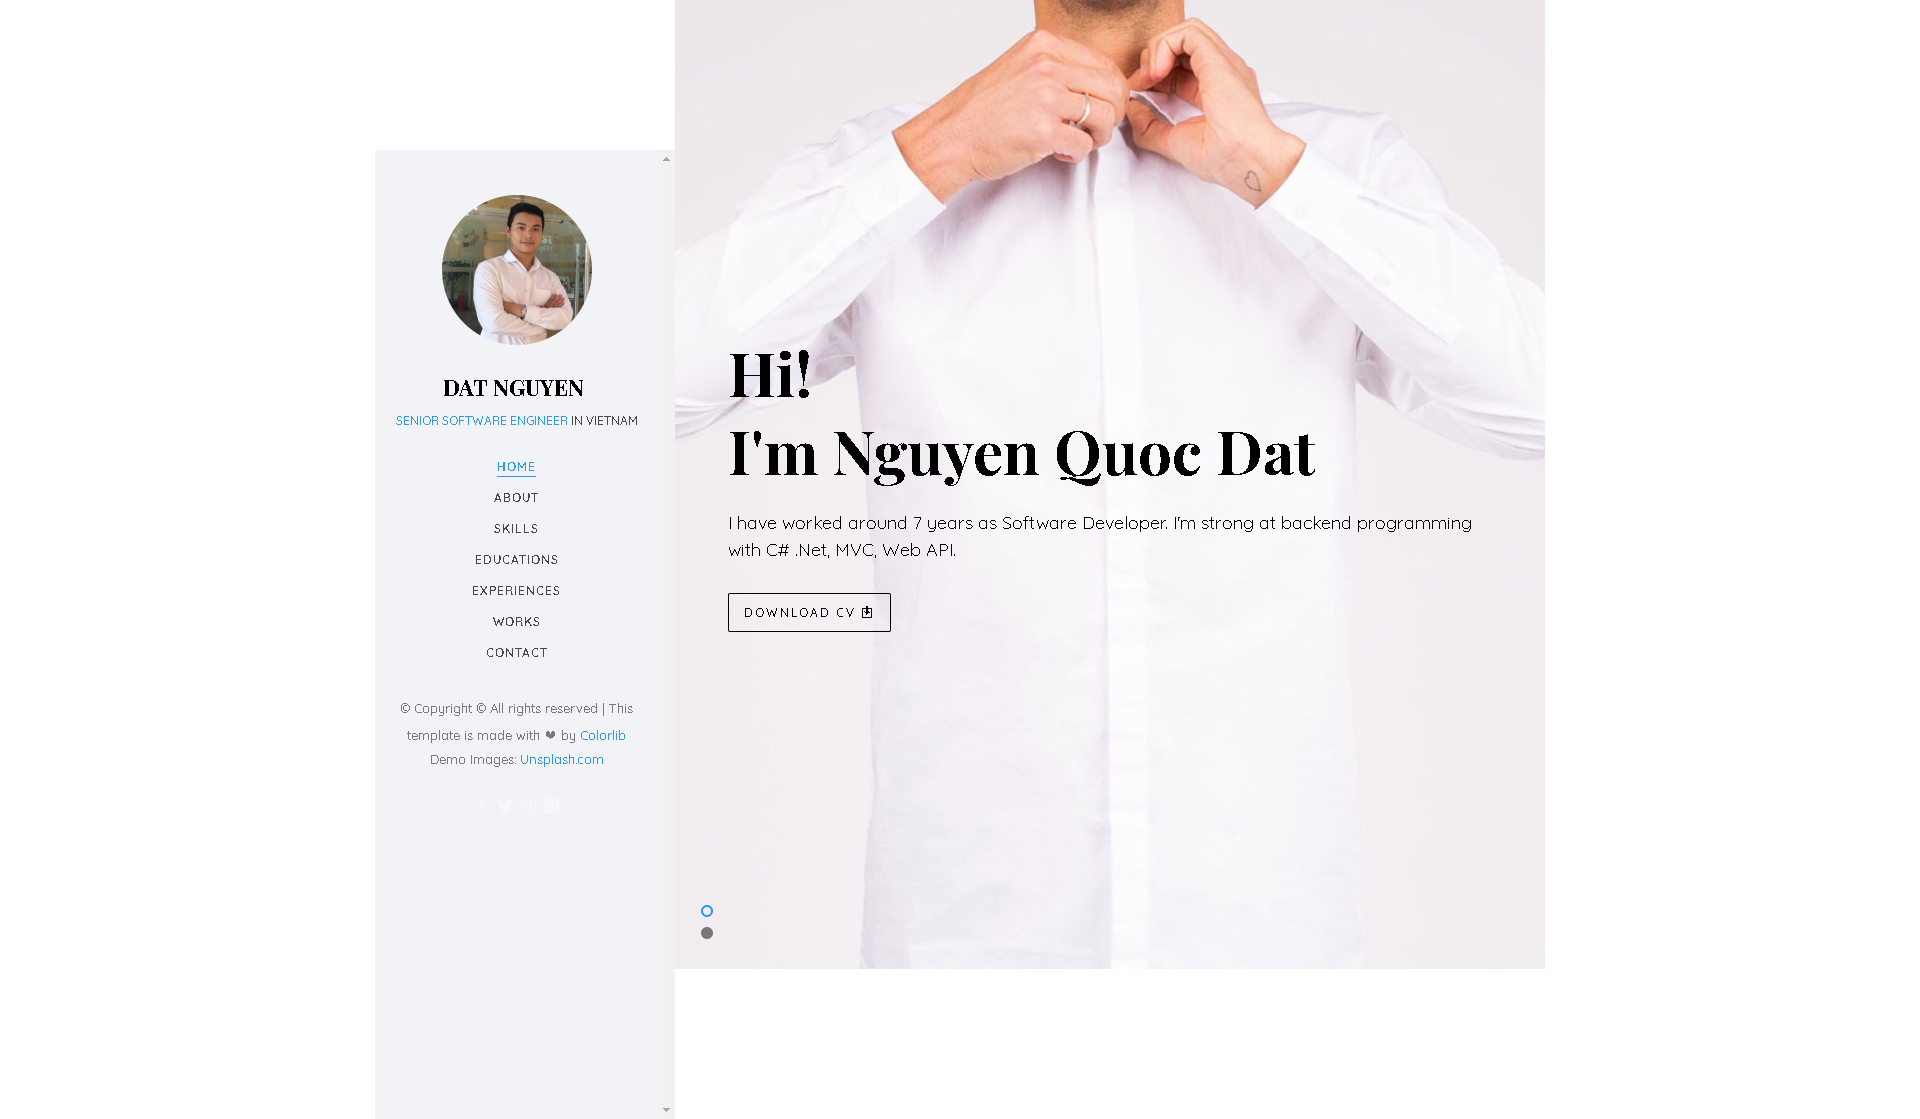 DAT NGUYEN
SENIOR SOFTWARE ENGINEER IN VIETNAM
HOME
ABOUT
SKILLS
EDUCATIONS
EXPERIENCES
WORKS
CONTACT
© Copyright © All rights reserved | This
template is made with ❤ by Colorlib
Demo Images: Unsplash.com
Hi!
I'm Nguyen Quoc Dat
I have worked around 7 years as Software Developer. I'm strong at backend programming
with C# .Net, MVC, Web API.
DOWNLOAD CV